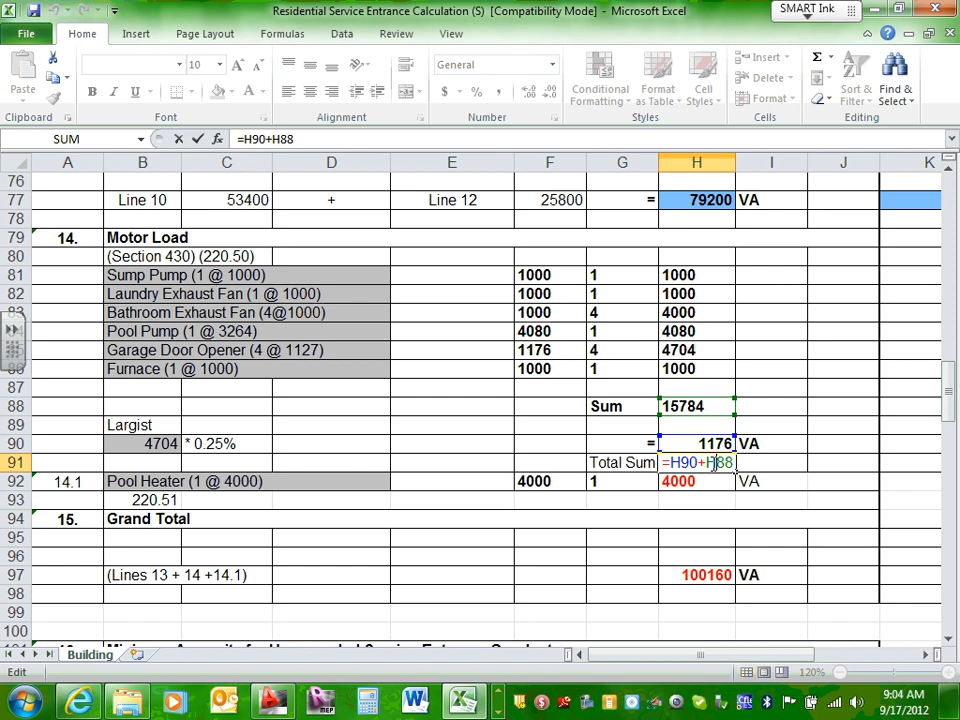 Residential Service Entrance Calculation (S) [Compatibility Mode] - Microsoft Excel
SMART Ink
File Home Insert Page Layout Formulas Data Review View
Paste
10
General
Conditional Formatting
Format as Table
Cell Styles
Insert
Delete
Format
Sort & Filter
Find & Select
Clipboard Font Alignment Number Styles Cells Editing
SUM =H90+H88
A B C D E F G H I J K
76
77 Line 10 53400 + Line 12 25800 = 79200 VA
78
79 14. Motor Load
80 (Section 430) (220.50)
81 Sump Pump (1 @ 1000) 1000 1 1000
82 Laundry Exhaust Fan (1 @ 1000) 1000 1 1000
83 Bathroom Exhaust Fan (4@1000) 1000 4 4000
Pool Pump (1 @ 3264) 4080 1 4080
Garage Door Opener (4 @ 1127) 1176 4 4704
86 Furnace (1 @ 1000) 1000 1 1000
87
88 Sum 15784
89 Largist
90 4704 * 0.25% = 1176 VA
91 Total Sum =H90+H88
92 14.1 Pool Heater (1 @ 4000) 4000 1 4000 VA
93 220.51
94 15. Grand Total
95
96
97 (Lines 13 + 14 +14.1) 100160 VA
98
99
100
Building
Edit 120%
9:04 AM
9/17/2012